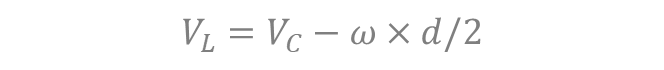 V_L = V_C − ω × d/2